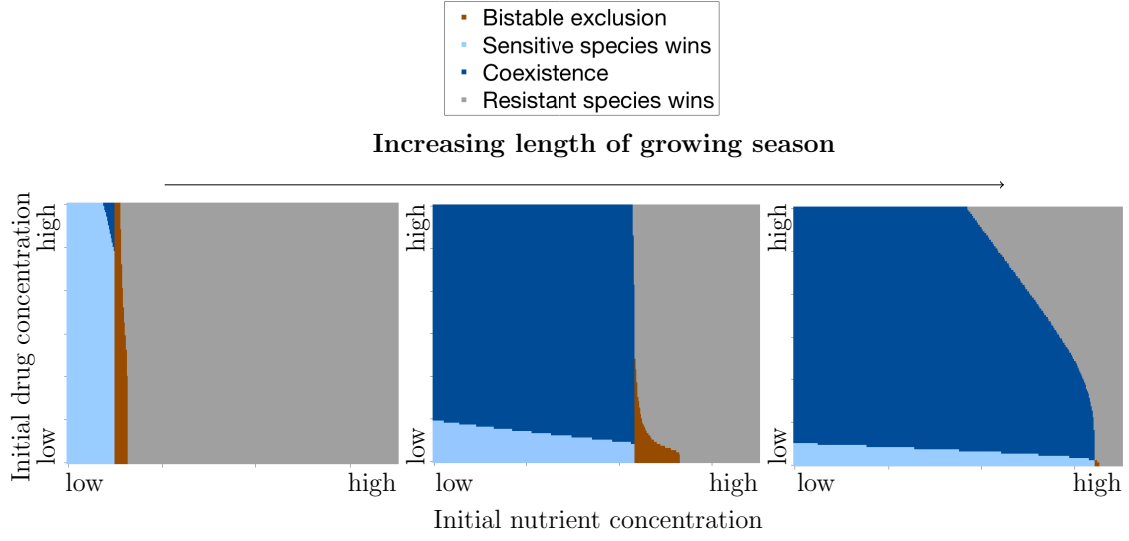 Bistable exclusion
Sensitive species wins
Coexistence
Resistant species wins
Increasing length of growing season
Initial drug concentration
high
low
low
high
high
low
low
high
high
low
low
high
Initial nutrient concentration